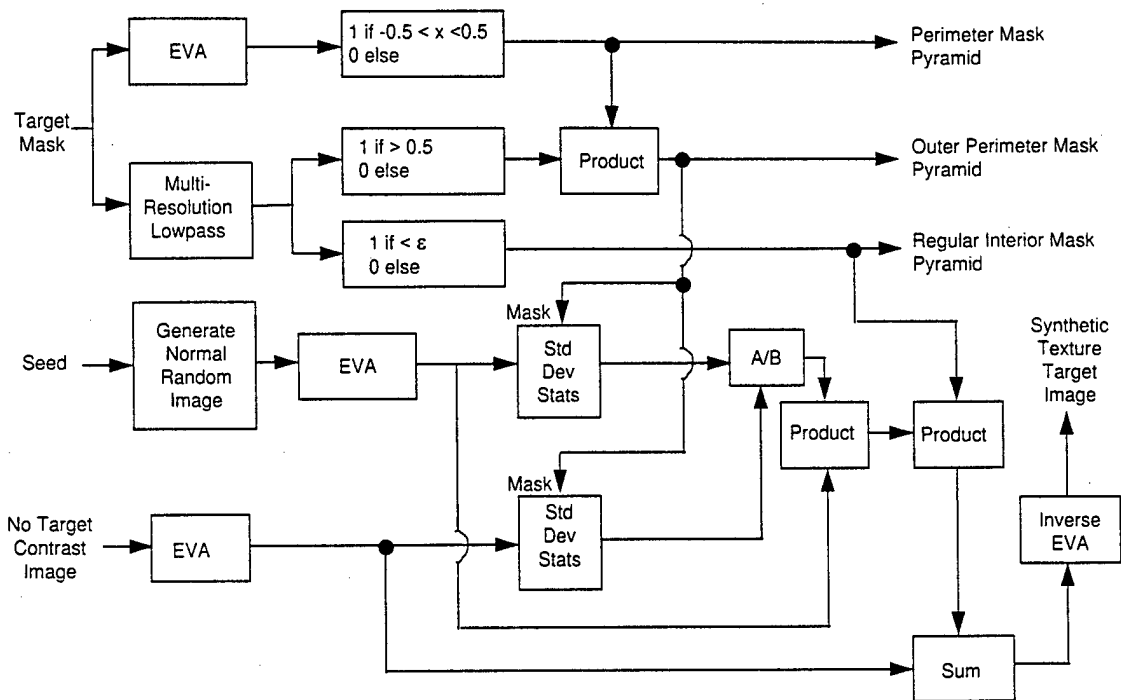 EVA
1 if -0.5 < x <0.5
0 else
Perimeter Mask
Pyramid
Target
Mask
1 if > 0.5
0 else
Product
Outer Perimeter Mask
Pyramid
Multi-
Resolution
Lowpass
1 if < ε
0 else
Regular Interior Mask
Pyramid
Seed
Generate
Normal
Random
Image
EVA
Mask
Std
Dev
Stats
A/B
Product
Product
Synthetic
Texture
Target
Image
No Target
Contrast
Image
EVA
Mask
Std
Dev
Stats
Inverse
EVA
Sum